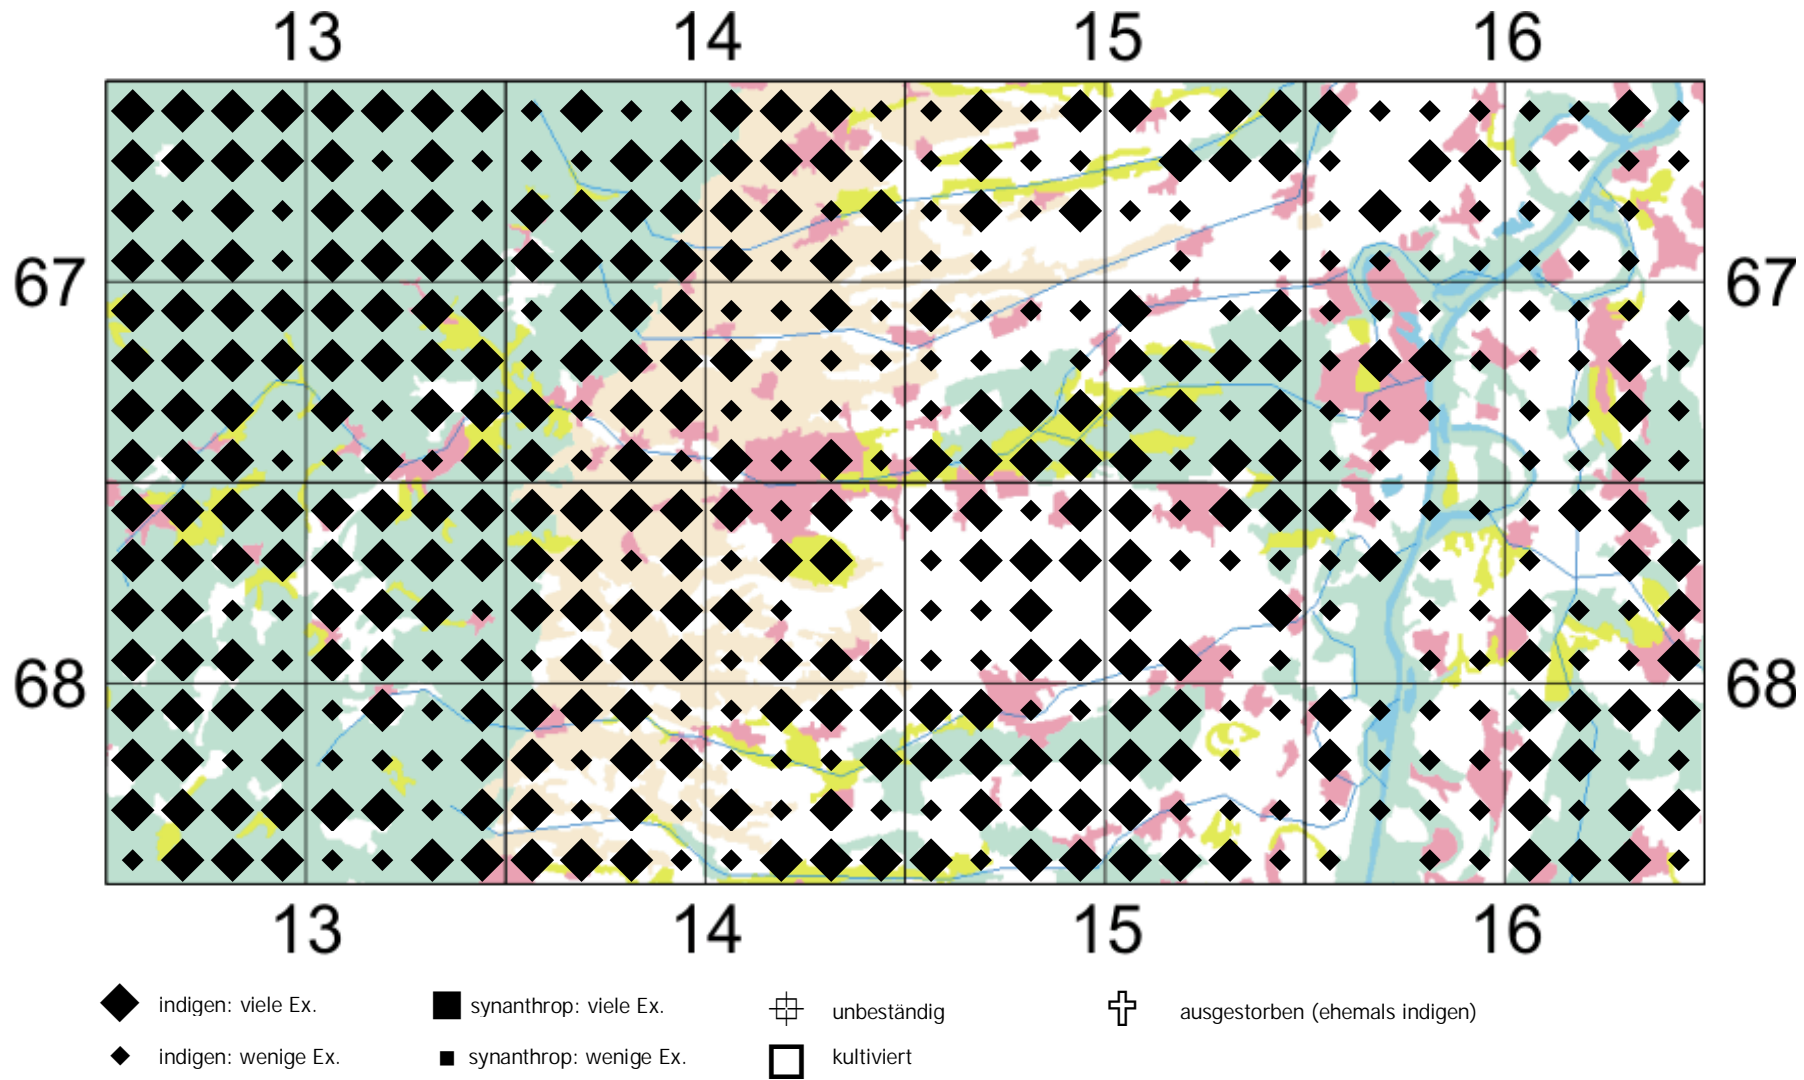 13 14 15 16
67 67
68 68
13 14 15 16
indigen: viele Ex. synanthrop: viele Ex. unbeständig ausgestorben (ehemals indigen)
indigen: wenige Ex. synanthrop: wenige Ex. kultiviert